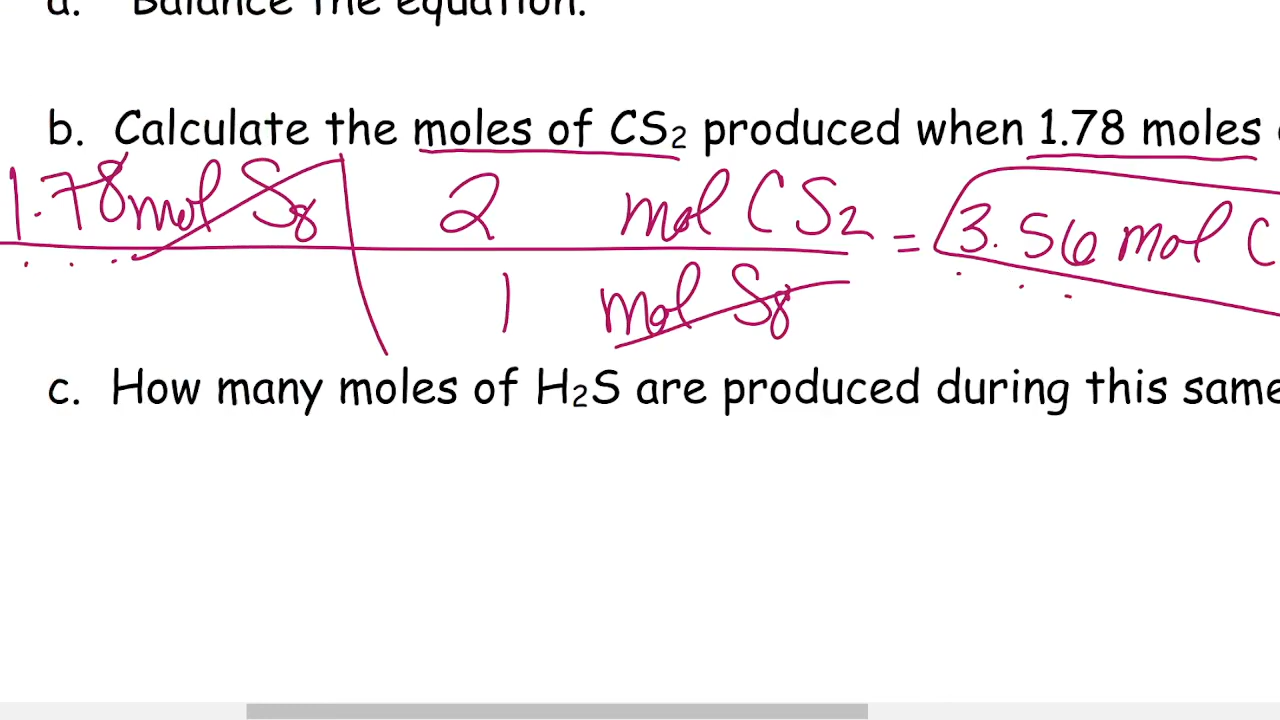 a. Balance the equation.
b. Calculate the moles of CS₂ produced when 1.78 moles
1.78 mol S₈ 2 mol CS₂ = 3.56 mol C
1 mol S₈
c. How many moles of H₂S are produced during this same